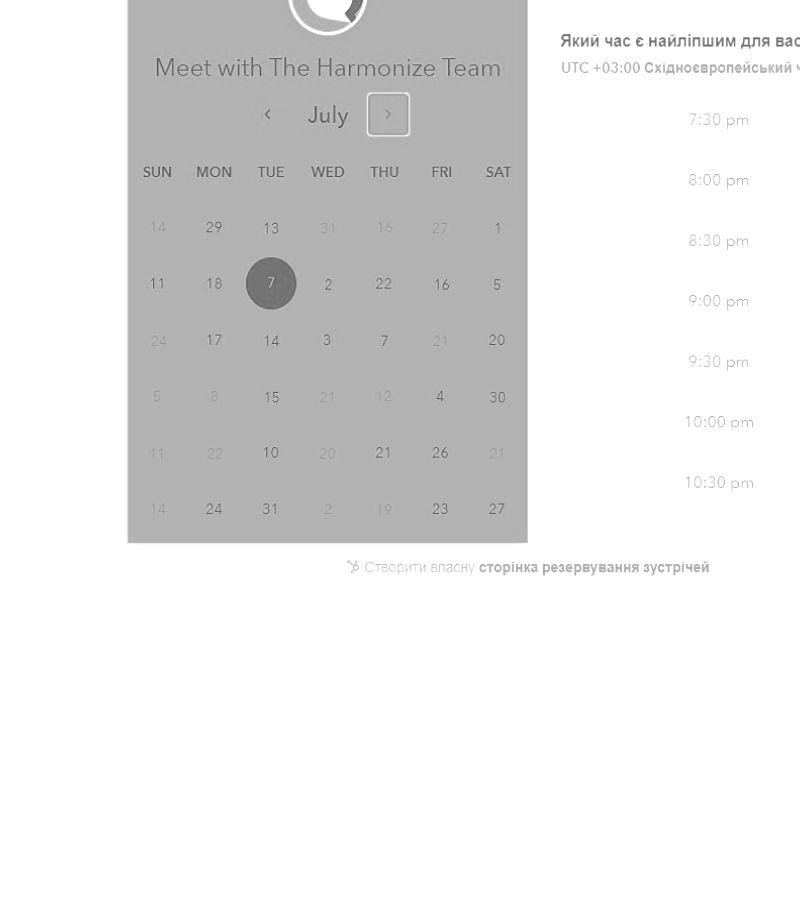 Meet with The Harmonize Team
July
SUN MON TUE WED THU FRI SAT
14 29 13 31 16 27 1
11 18 7 2 22 16 5
24 17 14 3 7 21 20
5 8 15 21 12 4 30
11 22 10 20 21 26 21
14 24 31 2 19 23 27
Який час є найліпшим для вас
UTC +03:00 Східноєвропейський
7:30 pm
8:00 pm
8:30 pm
9:00 pm
9:30 pm
10:00 pm
10:30 pm
Створити власну сторінка резервування зустрічей